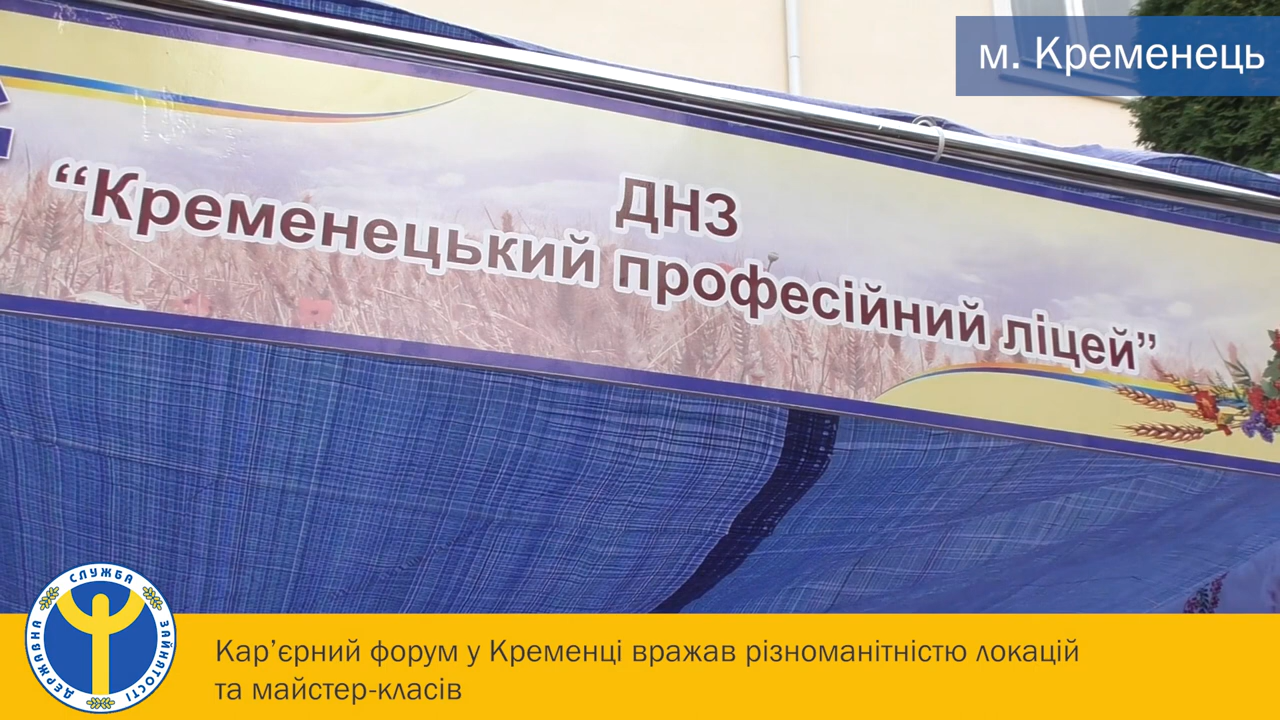 м. Кременець
ДНЗ
“Кременецький професійний ліцей”
ДЕРЖАВНА СЛУЖБА ЗАЙНЯТОСТІ
Кар’єрний форум у Кременці вражав різноманітністю локацій
та майстер-класів